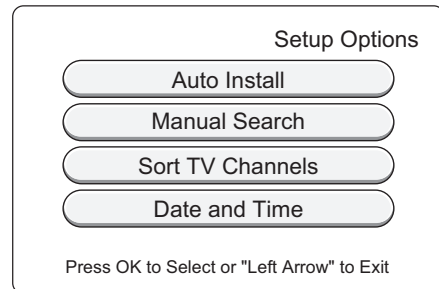 Setup Options
Auto Install
Manual Search
Sort TV Channels
Date and Time
Press OK to Select or "Left Arrow" to Exit